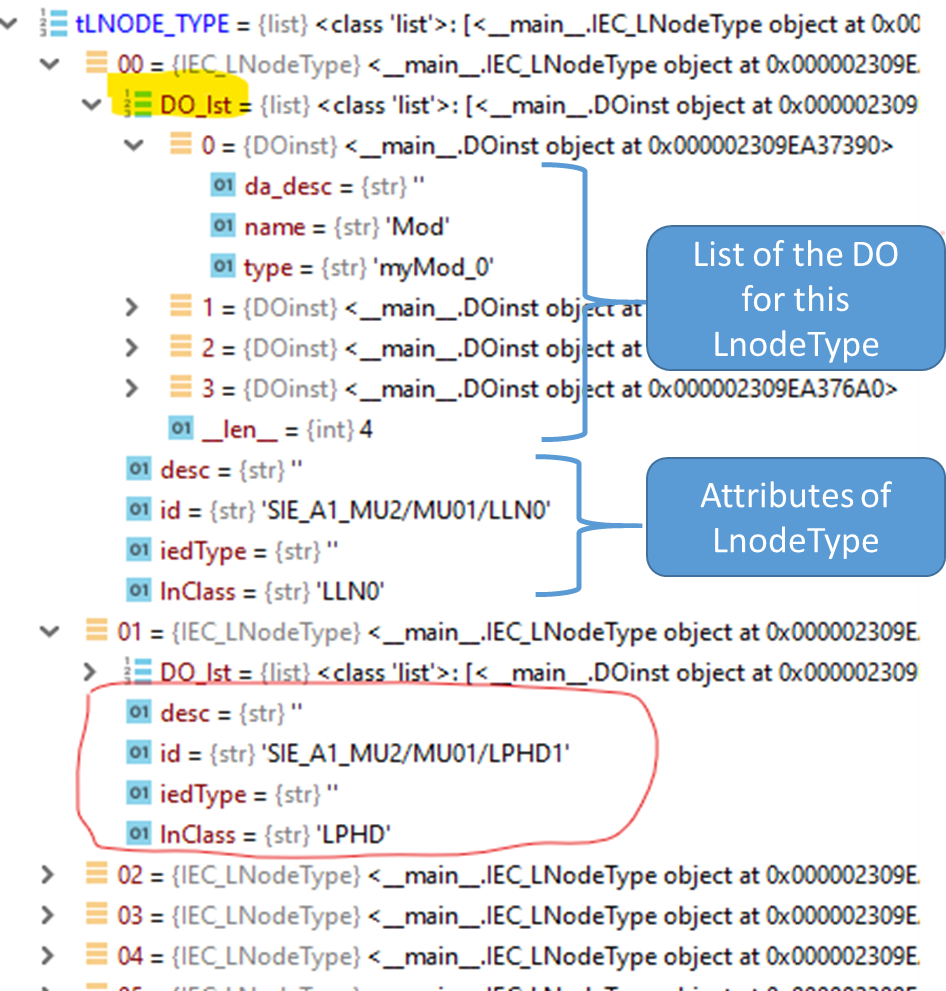 tLNODE_TYPE = {list} <class 'list'>: [<__main__.IEC_LNodeType object at 0x00
00 = {IEC_LNodeType} <__main__.IEC_LNodeType object at 0x000002309E
DO_lst = {list} <class 'list'>: [<__main__.DOinst object at 0x000002309
0 = {DOinst} <__main__.DOinst object at 0x000002309EA37390>
da_desc = {str} ''
name = {str} 'Mod'
type = {str} 'myMod_0'
1 = {DOinst} <__main__.DOinst object at
2 = {DOinst} <__main__.DOinst object at
3 = {DOinst} <__main__.DOinst object at 0x000002309EA376A0>
__len__ = {int} 4
List of the DO
for this
LnodeType
desc = {str} ''
id = {str} 'SIE_A1_MU2/MU01/LLN0'
iedType = {str} ''
lnClass = {str} 'LLN0'
Attributes of
LnodeType
01 = {IEC_LNodeType} <__main__.IEC_LNodeType object at 0x000002309E
DO_lst = {list} <class 'list'>: [<__main__.DOinst object at 0x000002309
desc = {str} ''
id = {str} 'SIE_A1_MU2/MU01/LPHD1'
iedType = {str} ''
lnClass = {str} 'LPHD'
02 = {IEC_LNodeType} <__main__.IEC_LNodeType object at 0x000002309E
03 = {IEC_LNodeType} <__main__.IEC_LNodeType object at 0x000002309E
04 = {IEC_LNodeType} <__main__.IEC_LNodeType object at 0x000002309E